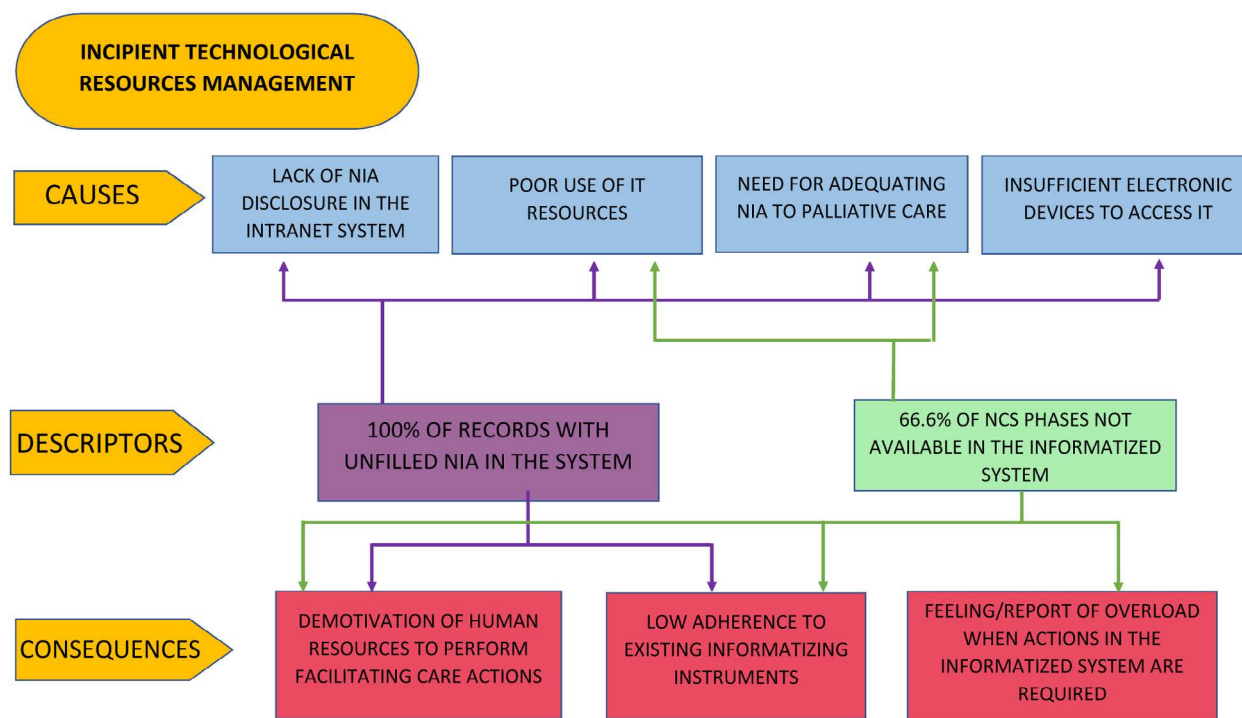 INCIPIENT TECHNOLOGICAL
RESOURCES MANAGEMENT
CAUSES
LACK OF NIA
DISCLOSURE IN THE
INTRANET SYSTEM
POOR USE OF IT
RESOURCES
NEED FOR ADEQUATING
NIA TO PALLIATIVE CARE
INSUFFICIENT ELECTRONIC
DEVICES TO ACCESS IT
DESCRIPTORS
100% OF RECORDS WITH
UNFILLED NIA IN THE SYSTEM
66.6% OF NCS PHASES NOT
AVAILABLE IN THE INFORMATIZED
SYSTEM
CONSEQUENCES
DEMOTIVATION OF HUMAN
RESOURCES TO PERFORM
FACILITATING CARE ACTIONS
LOW ADHERENCE TO
EXISTING INFORMATIZING
INSTRUMENTS
FEELING/REPORT OF OVERLOAD
WHEN ACTIONS IN THE
INFORMATIZED SYSTEM ARE
REQUIRED